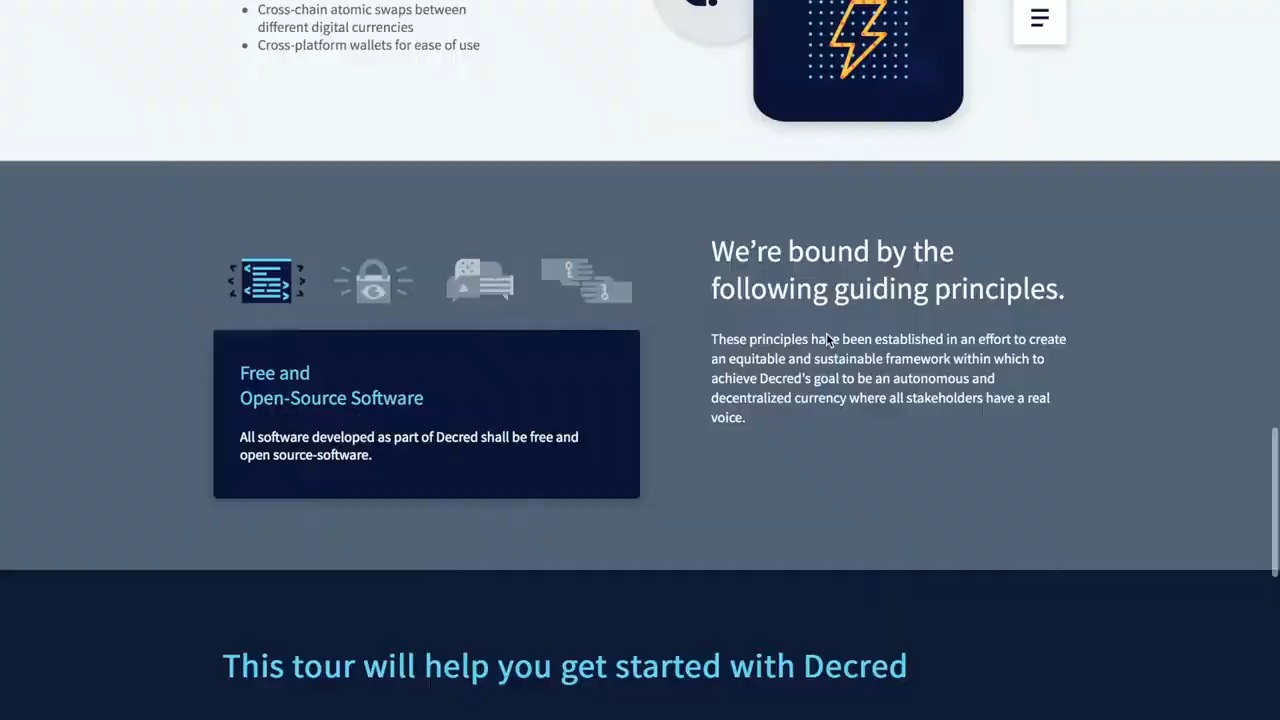 Cross-chain atomic swaps between
different digital currencies
Cross-platform wallets for ease of use
We’re bound by the
following guiding principles.
These principles have been established in an effort to create
an equitable and sustainable framework within which to
achieve Decred's goal to be an autonomous and
decentralized currency where all stakeholders have a real
voice.
Free and
Open-Source Software
All software developed as part of Decred shall be free and
open source-software.
This tour will help you get started with Decred